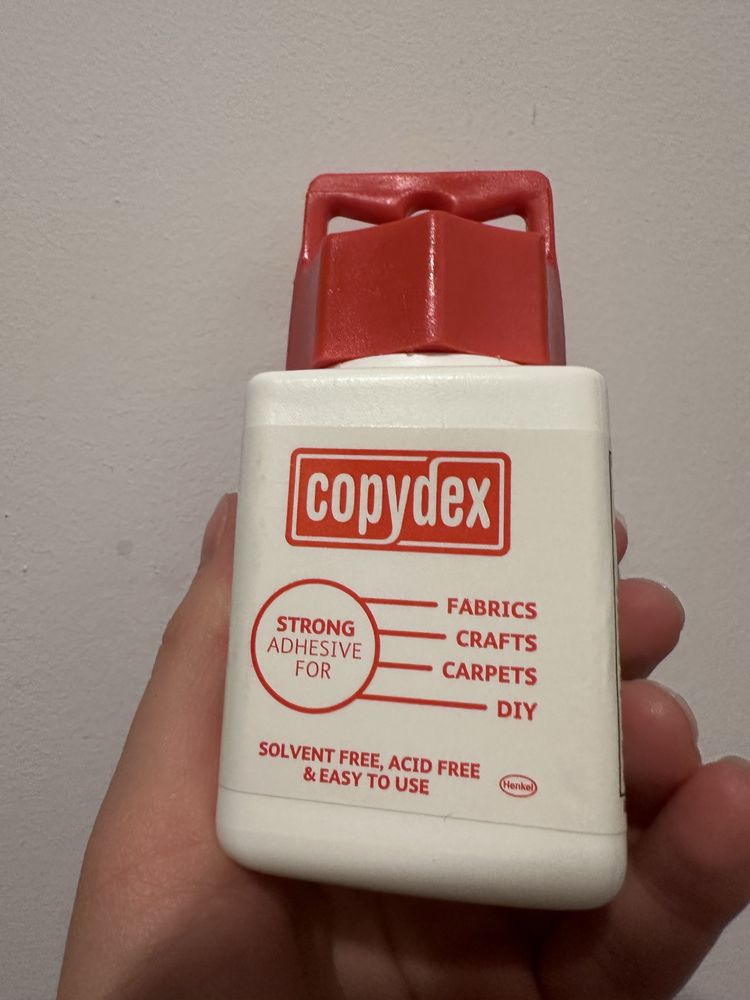 copydex
STRONG
ADHESIVE
FOR
FABRICS
CRAFTS
CARPETS
DIY
SOLVENT FREE, ACID FREE
& EASY TO USE
Henkel